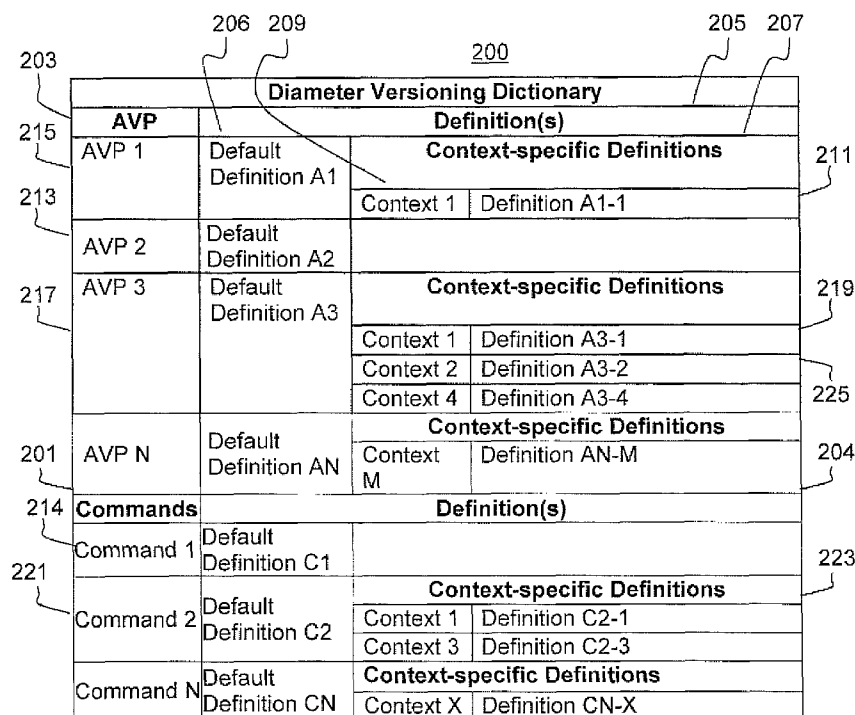 206 209 200 205 207
203
Diameter Versioning Dictionary
AVP Definition(s)
215
AVP 1 Default Definition A1 Context-specific Definitions
211
Context 1 Definition A1-1
213
AVP 2 Default Definition A2
217
AVP 3 Default Definition A3 Context-specific Definitions
219
Context 1 Definition A3-1
Context 2 Definition A3-2
225
Context 4 Definition A3-4
Context-specific Definitions
201
AVP N Default Definition AN Context M Definition AN-M
204
214
Commands Definition(s)
Command 1 Default Definition C1
221
223
Context-specific Definitions
Command 2 Default Definition C2 Context 1 Definition C2-1
Context 3 Definition C2-3
Command N Default Definition CN Context-specific Definitions
Context X Definition CN-X